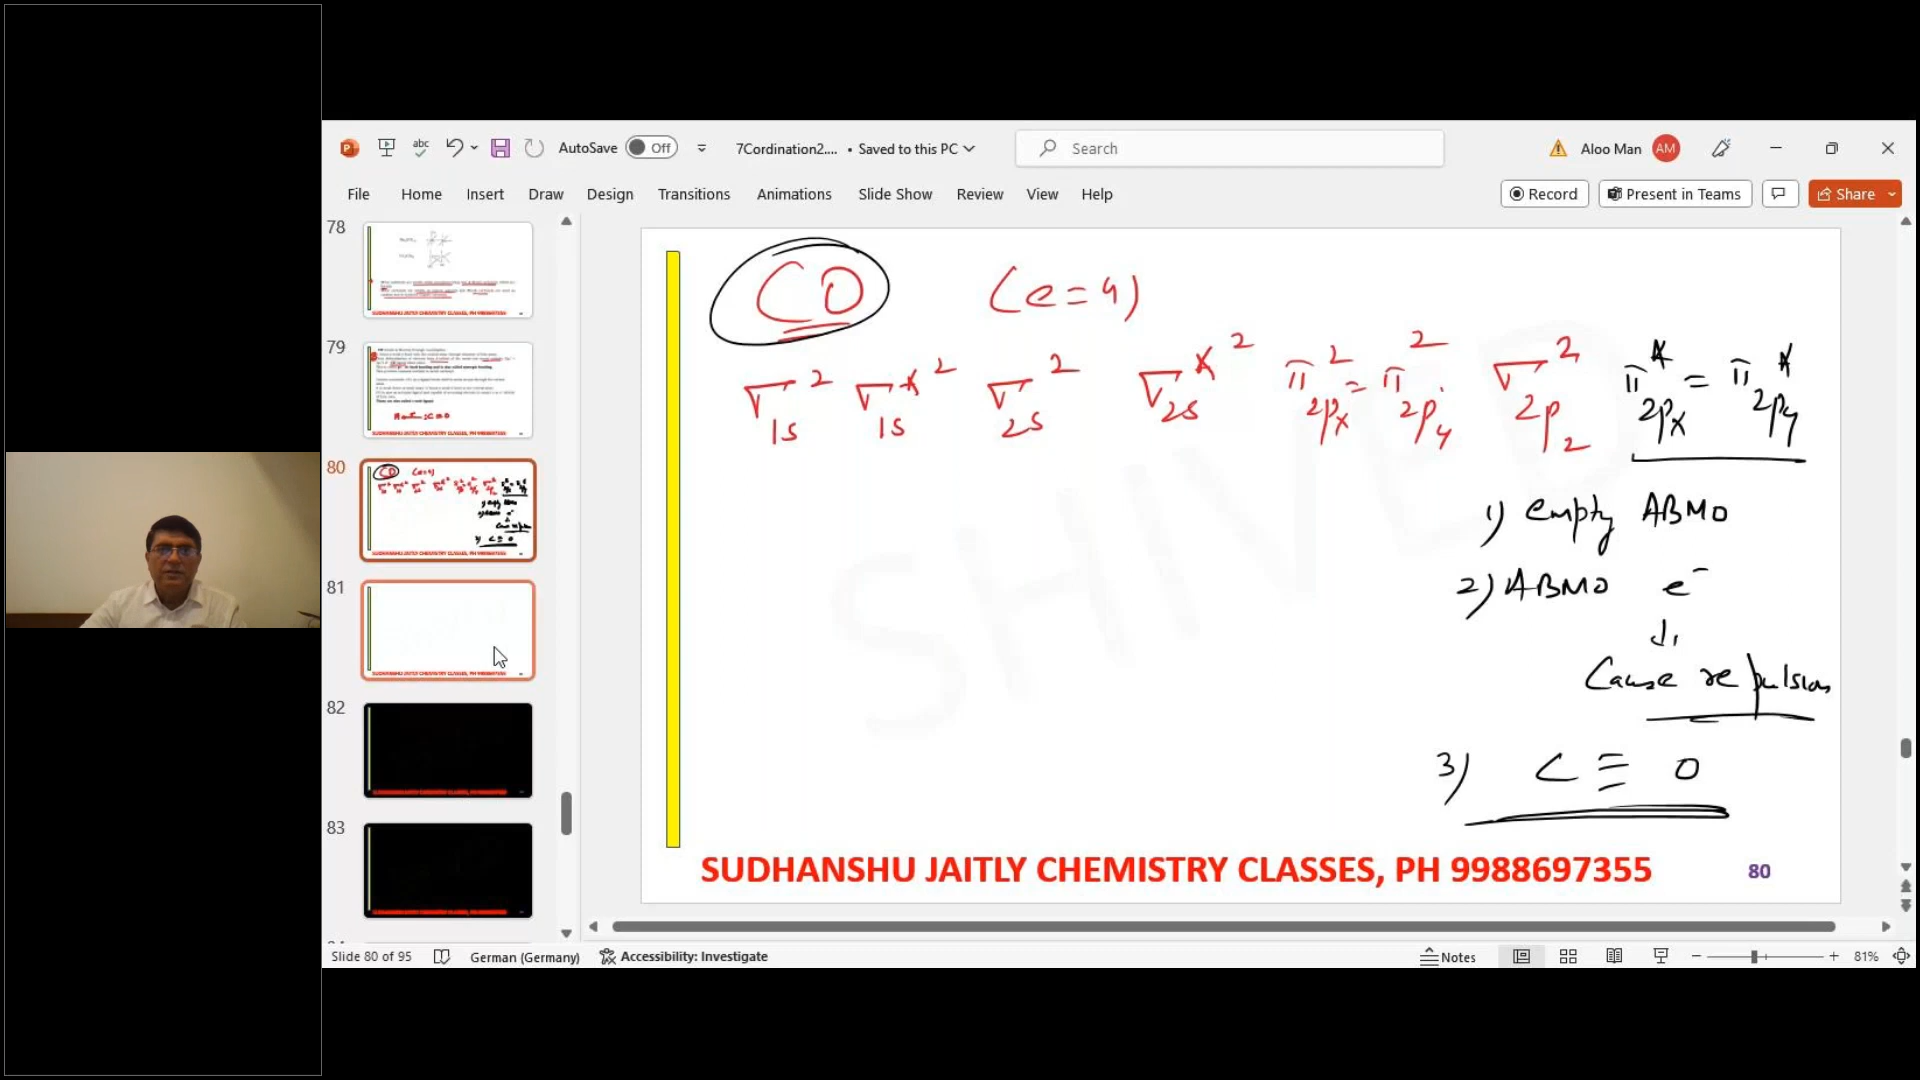 AutoSave Off 7Cordination2.... • Saved to this PC Search Aloo Man AM
File Home Insert Draw Design Transitions Animations Slide Show Review View Help Record Present in Teams Share
78
79
80
81
82
83
CO (e=4)
σ1s² σ*1s² σ2s² σ*2s² π2px² = π2py² σ2pz² π*2px = π*2py
1) empty ABMO
2) ABMO e⁻
↓
Cause repulsion
3) C ≡ O
SHIVED
SUDHANSHU JAITLY CHEMISTRY CLASSES, PH 9988697355 80
Slide 80 of 95 German (Germany) Accessibility: Investigate Notes 81%